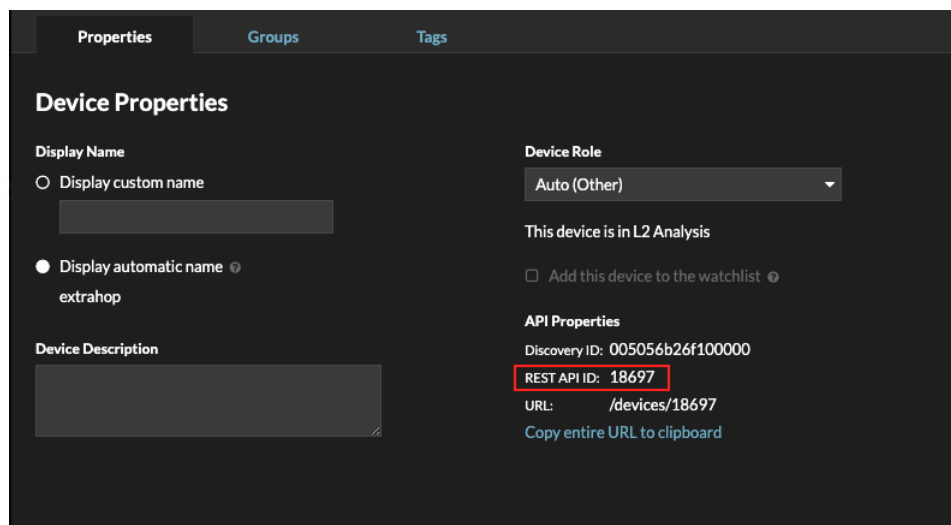 Properties
Groups
Tags
Device Properties
Display Name
Display custom name
Display automatic name
extrahop
Device Description
Device Role
Auto (Other)
This device is in L2 Analysis
Add this device to the watchlist
API Properties
Discovery ID: 005056b26f100000
REST API ID: 18697
URL: /devices/18697
Copy entire URL to clipboard